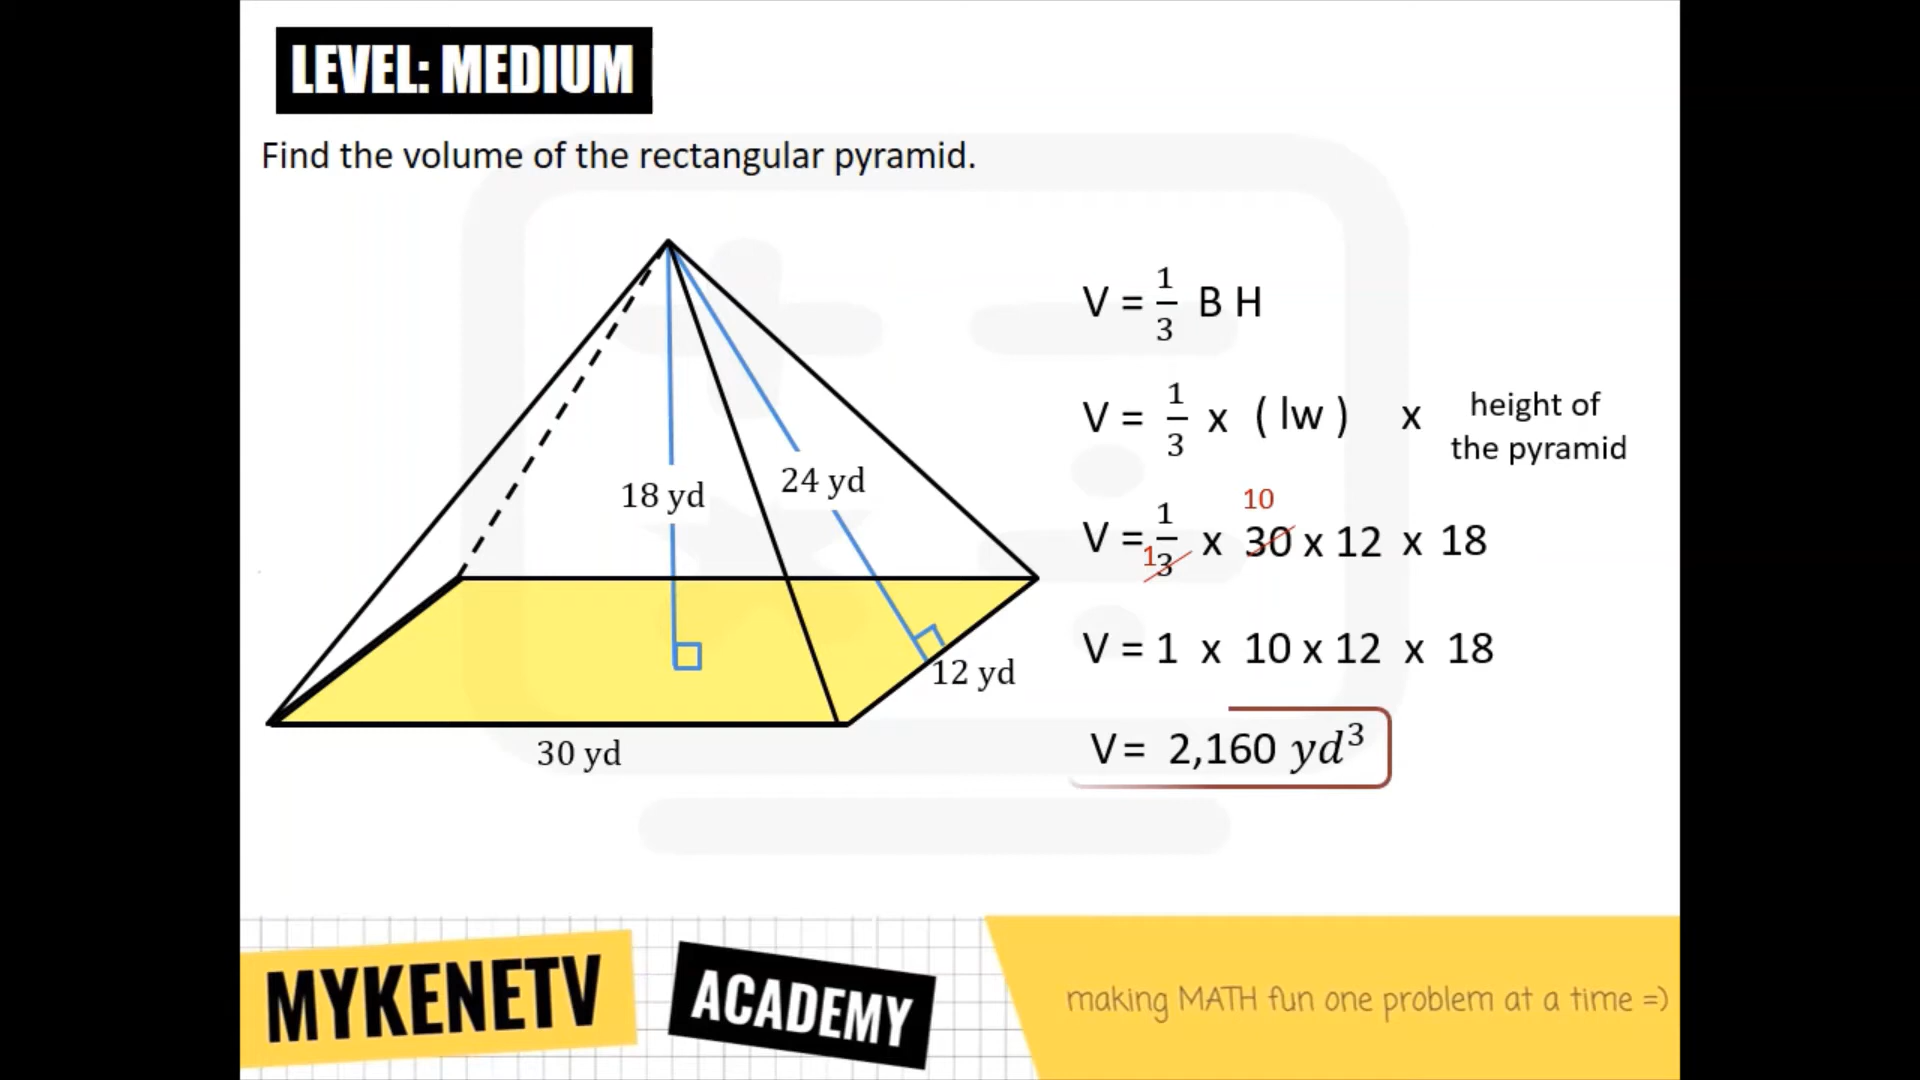 LEVEL: MEDIUM
Find the volume of the rectangular pyramid.
18 yd
24 yd
12 yd
30 yd
V = 1/3 B H
V = 1/3 x ( lw ) x height of
the pyramid
10
V = 1/3 x 30 x 12 x 18
1
V = 1 x 10 x 12 x 18
V = 2,160 yd³
MYKENETV
ACADEMY
making MATH fun one problem at a time =)